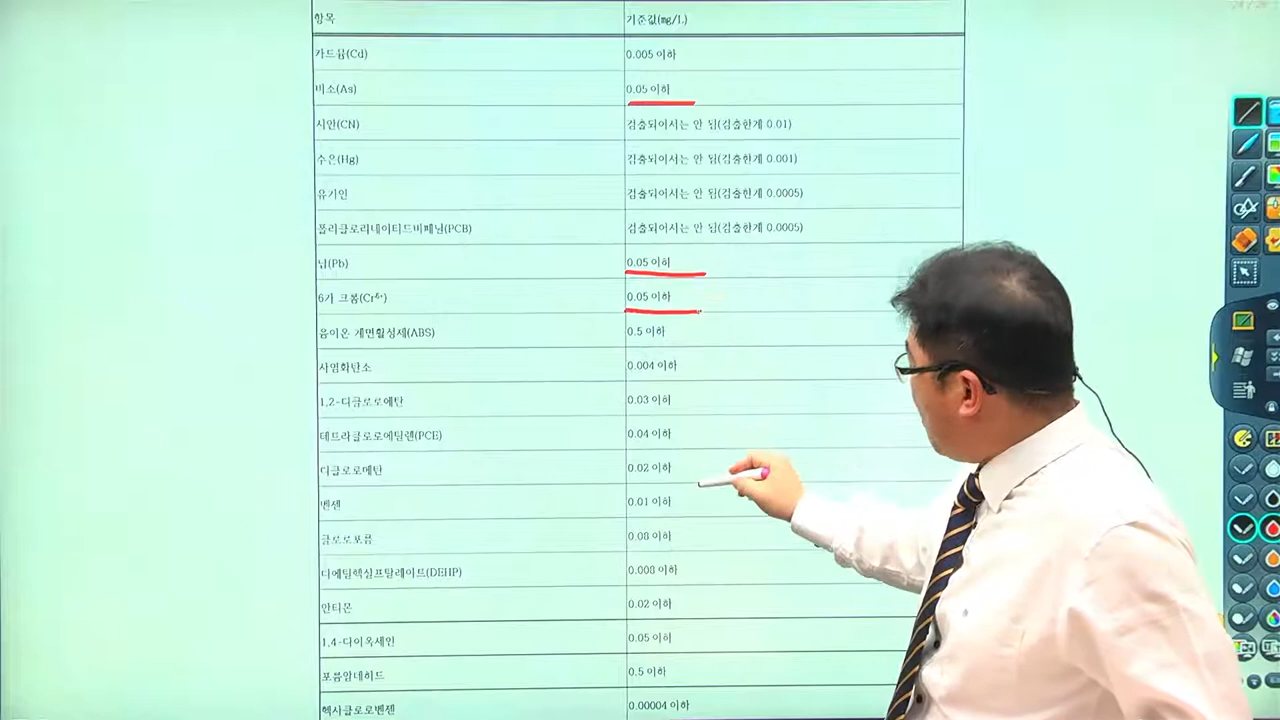 항목 기준값(mg/L)
카드뮴(Cd) 0.005 이하
비소(As) 0.05 이하
시안(CN) 검출되어서는 안 됨(검출한계 0.01)
수은(Hg) 검출되어서는 안 됨(검출한계 0.001)
유기인 검출되어서는 안 됨(검출한계 0.0005)
폴리클로리네이티드비페닐(PCB) 검출되어서는 안 됨(검출한계 0.0005)
납(Pb) 0.05 이하
6가 크롬(Cr⁶⁺) 0.05 이하
음이온 계면활성제(ABS) 0.5 이하
사염화탄소 0.004 이하
1,2-디클로로에탄 0.03 이하
테트라클로로에틸렌(PCE) 0.04 이하
디클로로메탄 0.02 이하
벤젠 0.01 이하
클로로포름 0.08 이하
디에틸헥실프탈레이트(DEHP) 0.008 이하
안티몬 0.02 이하
1,4-다이옥세인 0.05 이하
포름알데히드 0.5 이하
헥사클로로벤젠 0.00004 이하